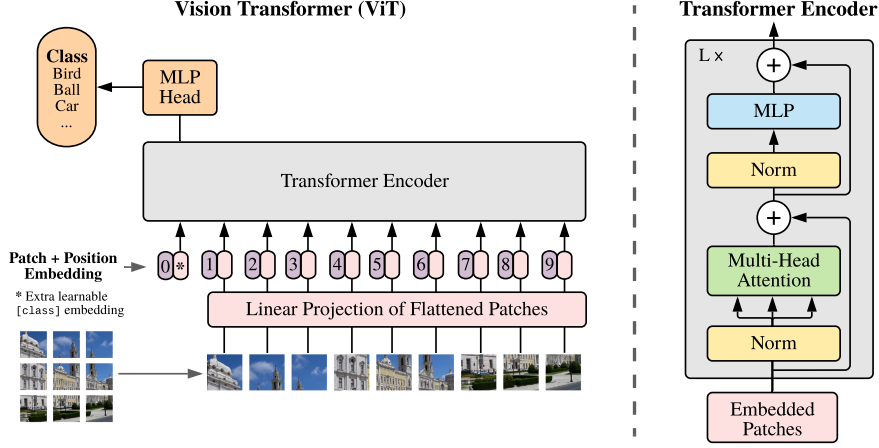 Vision Transformer (ViT)
Class
Bird
Ball
Car
...
MLP
Head
Transformer Encoder
Patch + Position
Embedding
0 * 1 2 3 4 5 6 7 8 9
* Extra learnable
[class] embedding
Linear Projection of Flattened Patches
Transformer Encoder
L x
+
MLP
Norm
+
Multi-Head
Attention
Norm
Embedded
Patches